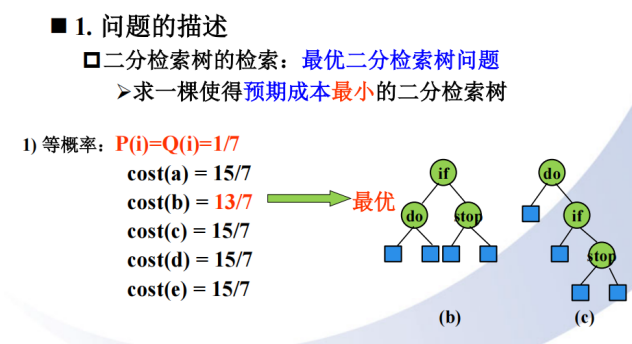 ■ 1. 问题的描述
二分检索树的检索：最优二分检索树问题
➢求一棵使得预期成本最小的二分检索树
1) 等概率：P(i)=Q(i)=1/7
cost(a) = 15/7
cost(b) = 13/7
最优
cost(c) = 15/7
cost(d) = 15/7
cost(e) = 15/7
if
do
stop
(b)
do
if
stop
(c)